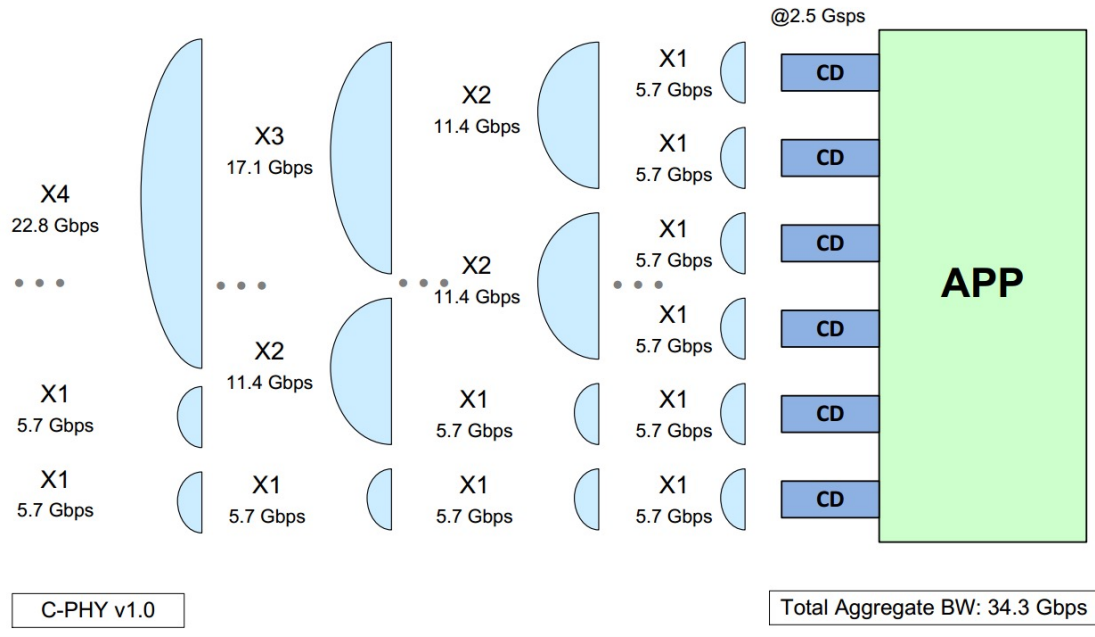 @2.5 Gsps
X4
22.8 Gbps
X1
5.7 Gbps
X1
5.7 Gbps
X3
17.1 Gbps
X2
11.4 Gbps
X1
5.7 Gbps
X2
11.4 Gbps
X2
11.4 Gbps
X1
5.7 Gbps
X1
5.7 Gbps
X1
5.7 Gbps
X1
5.7 Gbps
X1
5.7 Gbps
X1
5.7 Gbps
X1
5.7 Gbps
X1
5.7 Gbps
CD
CD
CD
CD
CD
CD
APP
C-PHY v1.0
Total Aggregate BW: 34.3 Gbps